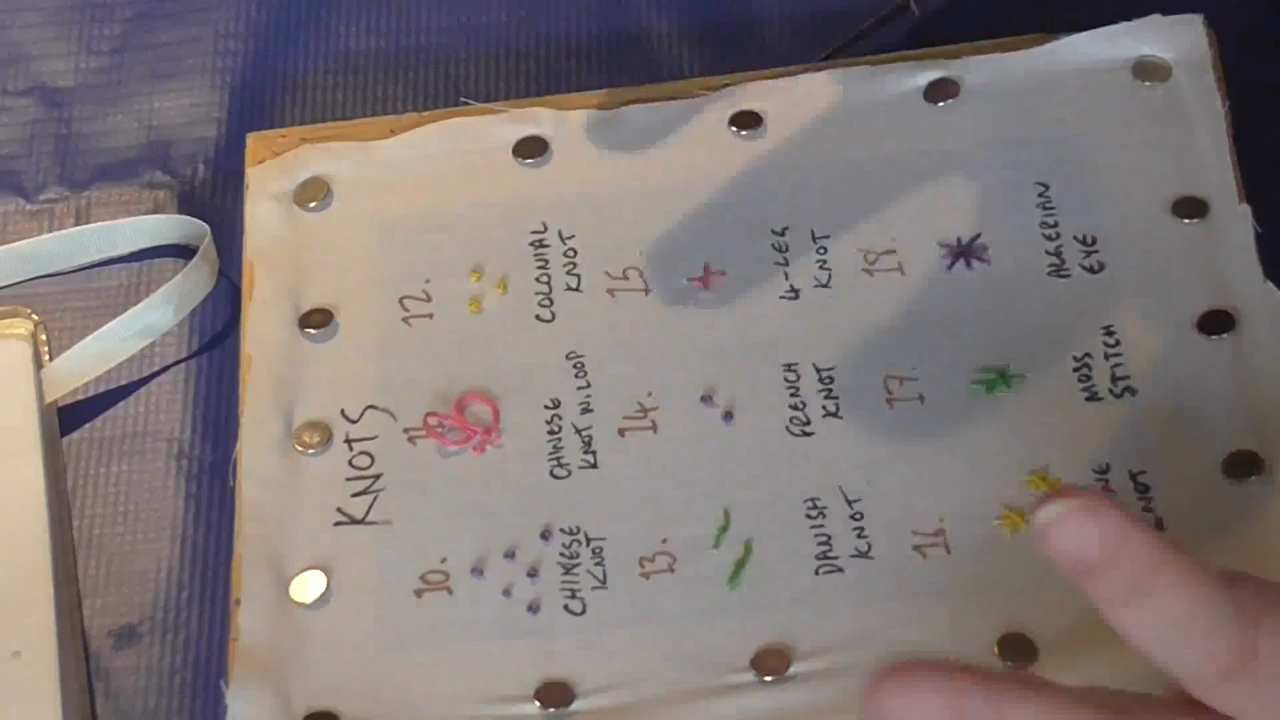 KNOTS
10.
CHINESE
KNOT
11.
CHINESE
KNOT W. LOOP
12.
COLONIAL
KNOT
13.
DANISH
KNOT
14.
FRENCH
KNOT
15.
4-LEG
KNOT
16.
17.
MOSS
STITCH
18.
ALGERIAN
EYE